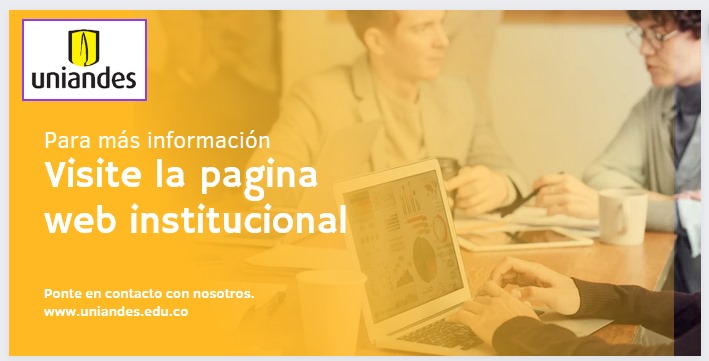 uniandes
Para más información
Visite la pagina
web institucional
Ponte en contacto con nosotros.
www.uniandes.edu.co